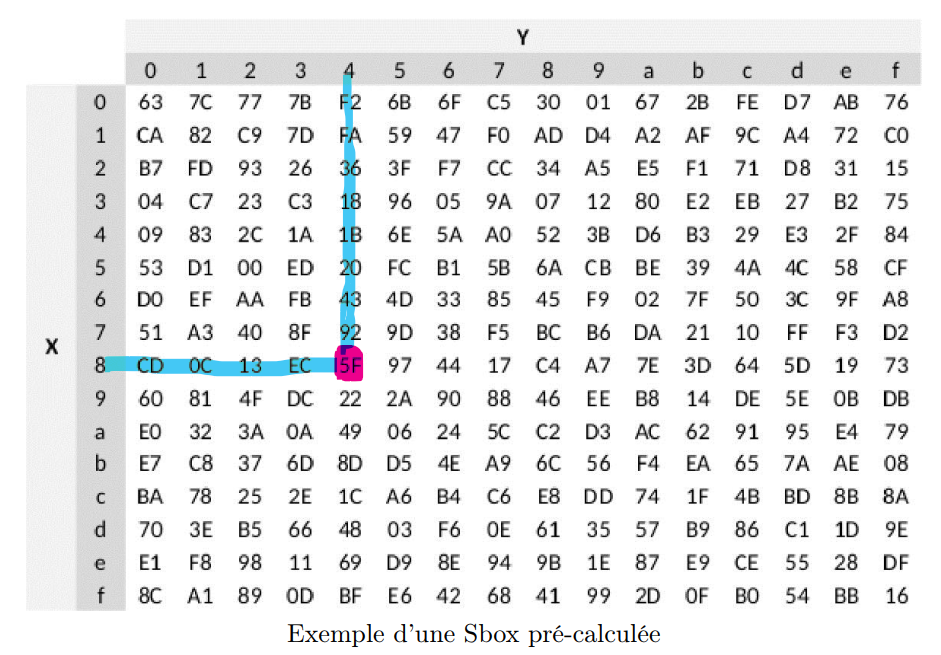 Y
0 1 2 3 4 5 6 7 8 9 a b c d e f
0 63 7C 77 7B F2 6B 6F C5 30 01 67 2B FE D7 AB 76
1 CA 82 C9 7D FA 59 47 F0 AD D4 A2 AF 9C A4 72 C0
2 B7 FD 93 26 36 3F F7 CC 34 A5 E5 F1 71 D8 31 15
3 04 C7 23 C3 18 96 05 9A 07 12 80 E2 EB 27 B2 75
4 09 83 2C 1A 1B 6E 5A A0 52 3B D6 B3 29 E3 2F 84
5 53 D1 00 ED 20 FC B1 5B 6A CB BE 39 4A 4C 58 CF
6 D0 EF AA FB 43 4D 33 85 45 F9 02 7F 50 3C 9F A8
7 51 A3 40 8F 92 9D 38 F5 BC B6 DA 21 10 FF F3 D2
X
8 CD 0C 13 EC 5F 97 44 17 C4 A7 7E 3D 64 5D 19 73
9 60 81 4F DC 22 2A 90 88 46 EE B8 14 DE 5E 0B DB
a E0 32 3A 0A 49 06 24 5C C2 D3 AC 62 91 95 E4 79
b E7 C8 37 6D 8D D5 4E A9 6C 56 F4 EA 65 7A AE 08
c BA 78 25 2E 1C A6 B4 C6 E8 DD 74 1F 4B BD 8B 8A
d 70 3E B5 66 48 03 F6 0E 61 35 57 B9 86 C1 1D 9E
e E1 F8 98 11 69 D9 8E 94 9B 1E 87 E9 CE 55 28 DF
f 8C A1 89 0D BF E6 42 68 41 99 2D 0F B0 54 BB 16
Exemple d'une Sbox pré-calculée